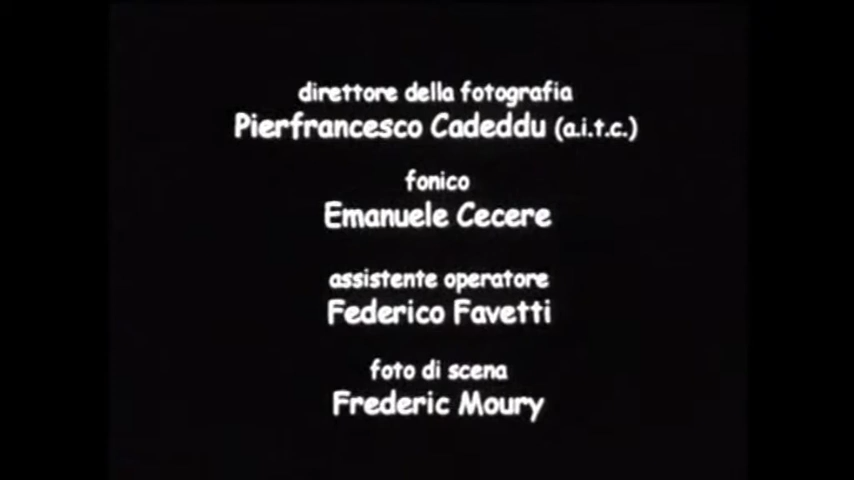 direttore della fotografia
Pierfrancesco Cadeddu (a.i.t.c.)
fonico
Emanuele Cecere
assistente operatore
Federico Favetti
foto di scena
Frederic Moury